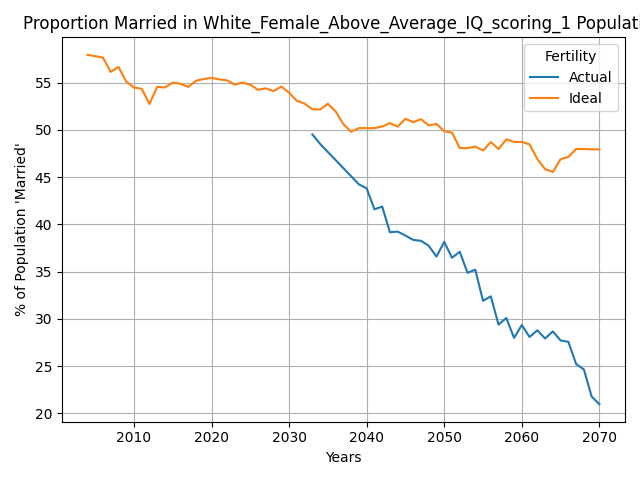 Proportion Married in White_Female_Above_Average_IQ_scoring_1 Populati
Fertility
Actual
Ideal
% of Population 'Married'
55
50
45
40
35
30
25
20
2010 2020 2030 2040 2050 2060 2070
Years